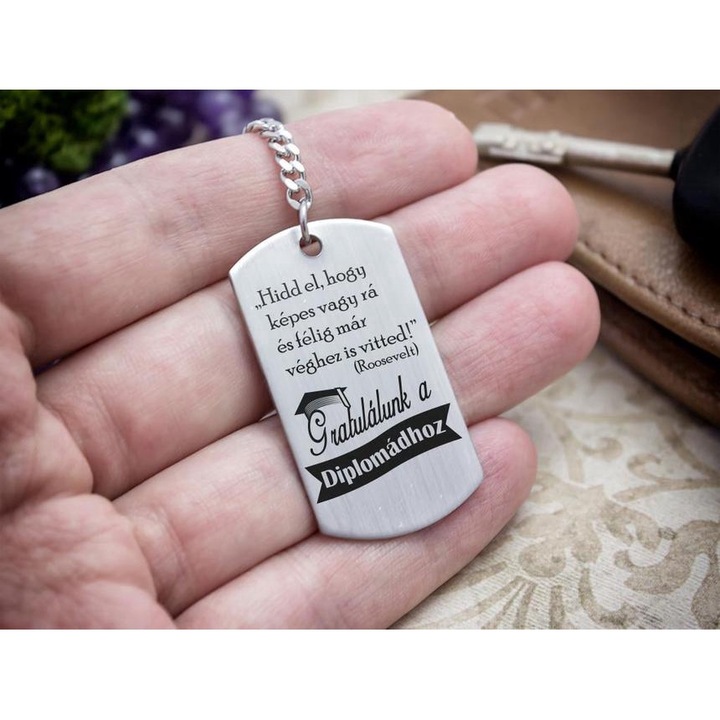 „Hidd el, hogy
képes vagy rá
és félig már
véghez is vitted!”
(Roosevelt)
Gratulálunk a
Diplomádhoz